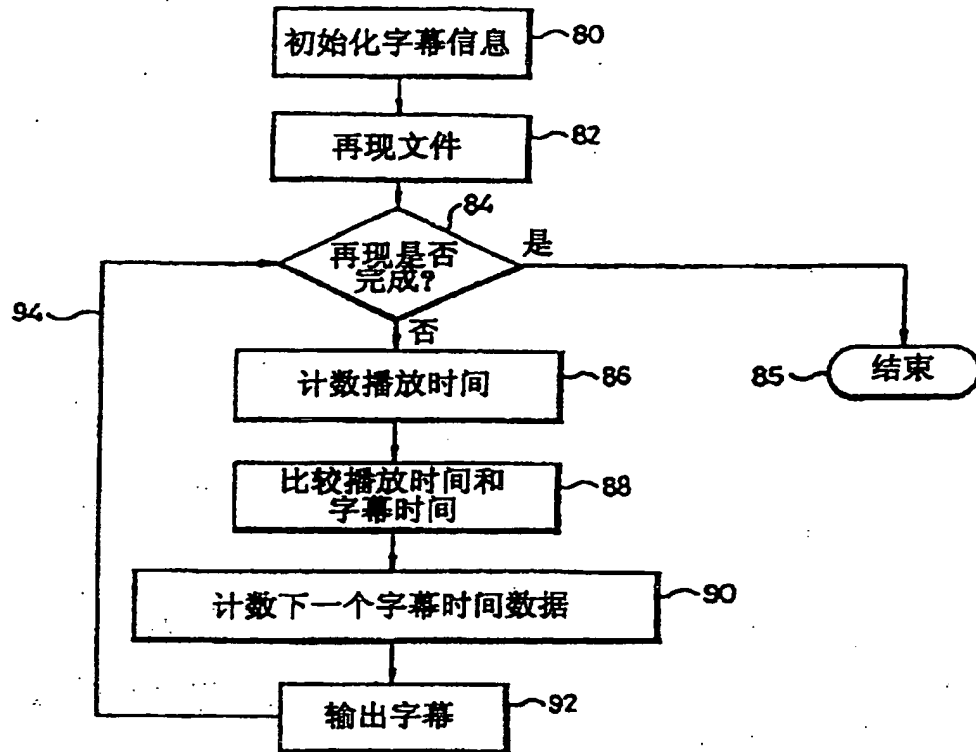 初始化字幕信息
80
再现文件
82
84
再现是否
完成?
是
94
否
计数播放时间
86
85
结束
比较播放时间和
字幕时间
88
计数下一个字幕时间数据
90
输出字幕
92